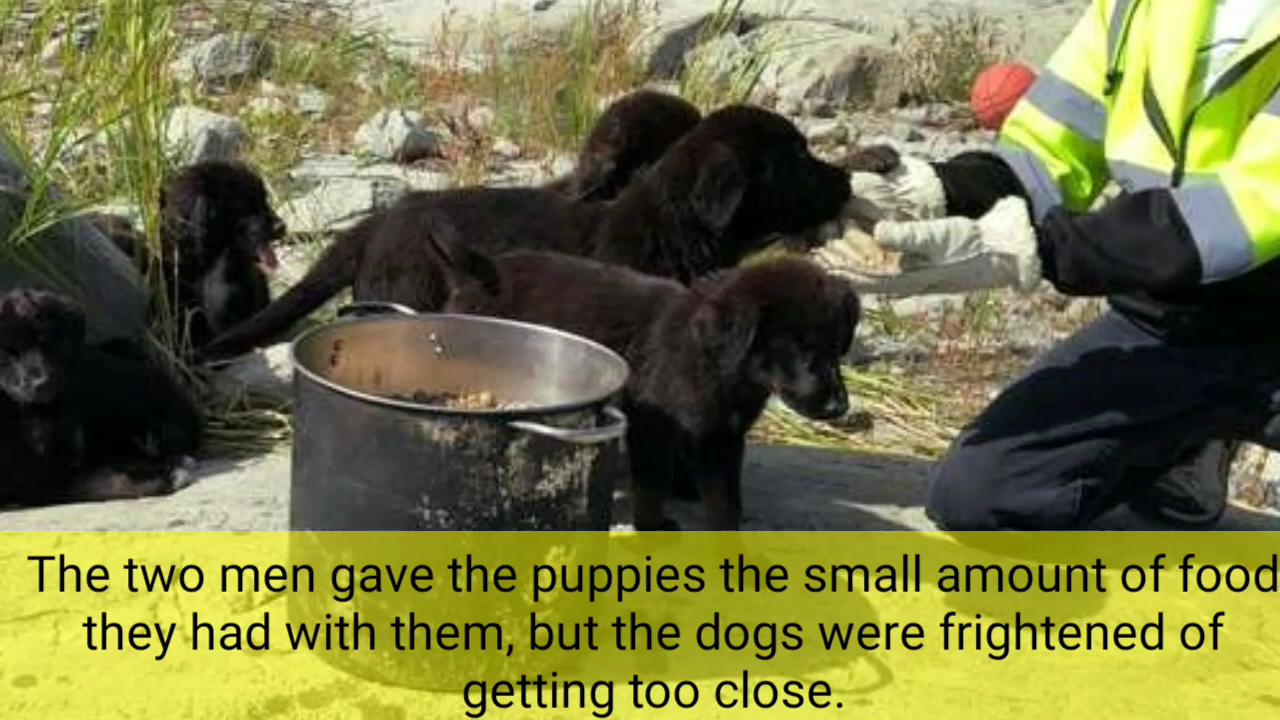 The two men gave the puppies the small amount of food
they had with them, but the dogs were frightened of
getting too close.